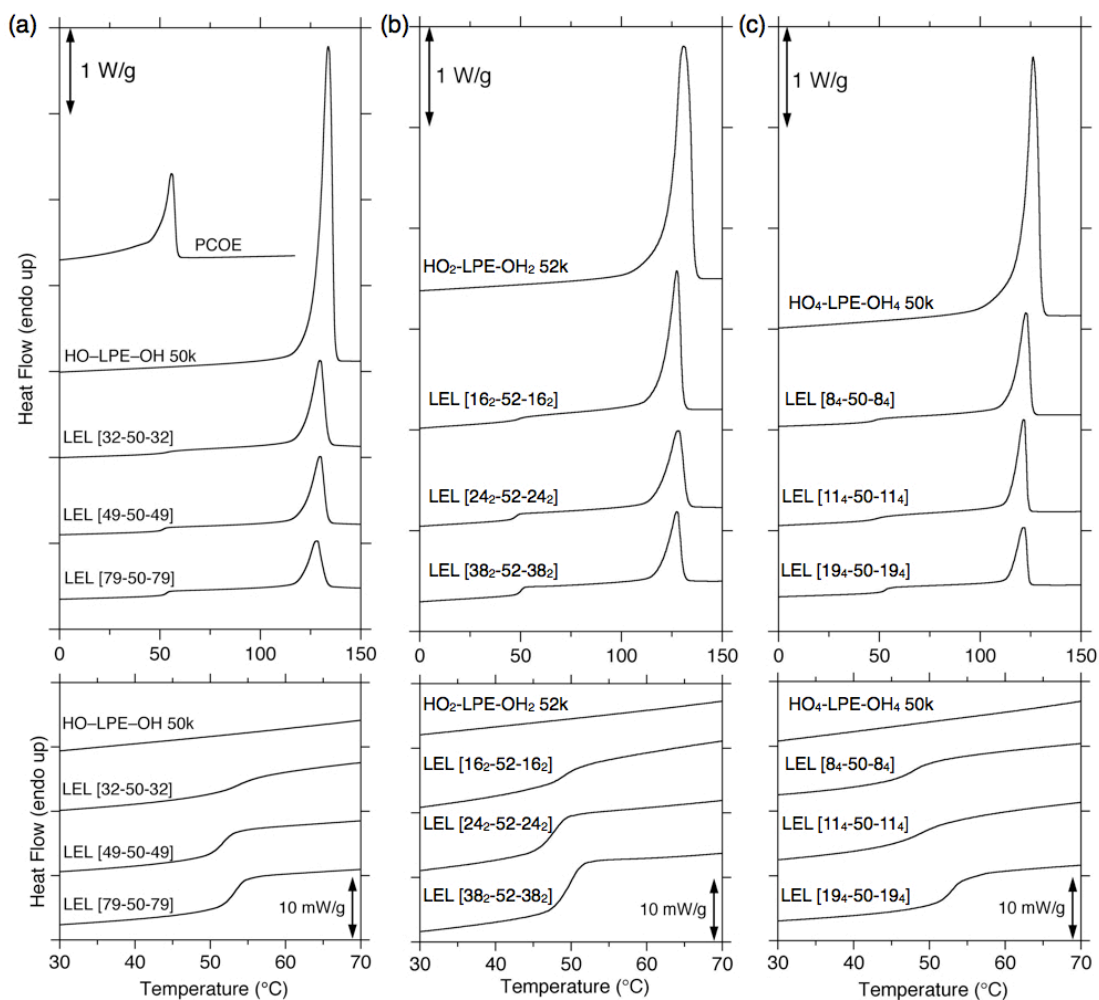 (a)
1 W/g
PCOE
HO–LPE–OH 50k
LEL [32-50-32]
LEL [49-50-49]
LEL [79-50-79]
Heat Flow (endo up)
0 50 100 150
(b)
1 W/g
HO₂-LPE-OH₂ 52k
LEL [16₂-52-16₂]
LEL [24₂-52-24₂]
LEL [38₂-52-38₂]
0 50 100 150
(c)
1 W/g
HO₄-LPE-OH₄ 50k
LEL [8₄-50-8₄]
LEL [11₄-50-11₄]
LEL [19₄-50-19₄]
0 50 100 150
HO–LPE–OH 50k
LEL [32-50-32]
LEL [49-50-49]
LEL [79-50-79]
10 mW/g
Heat Flow (endo up)
30 40 50 60 70
Temperature (°C)
HO₂-LPE-OH₂ 52k
LEL [16₂-52-16₂]
LEL [24₂-52-24₂]
LEL [38₂-52-38₂]
10 mW/g
30 40 50 60 70
Temperature (°C)
HO₄-LPE-OH₄ 50k
LEL [8₄-50-8₄]
LEL [11₄-50-11₄]
LEL [19₄-50-19₄]
10 mW/g
30 40 50 60 70
Temperature (°C)